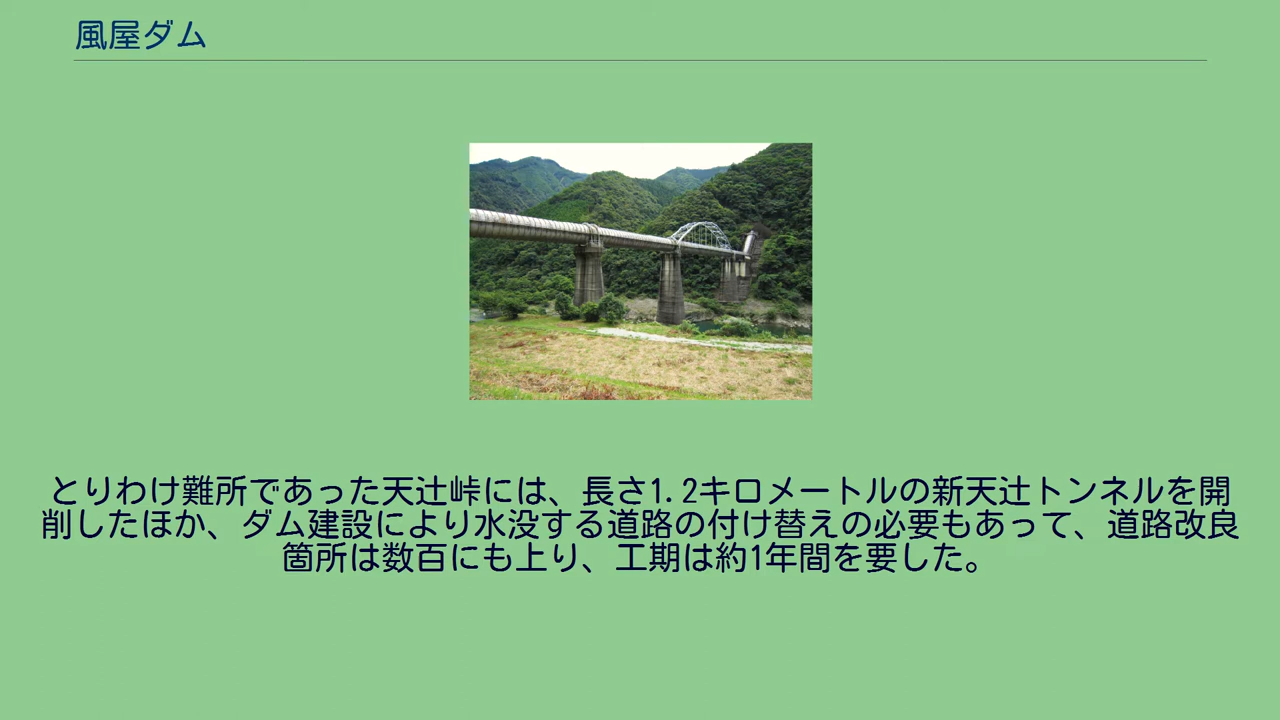 風屋ダム
とりわけ難所であった天辻峠には、長さ1.2キロメートルの新天辻トンネルを開
削したほか、ダム建設により水没する道路の付け替えの必要もあって、道路改良
箇所は数百にも上り、工期は約1年間を要した。